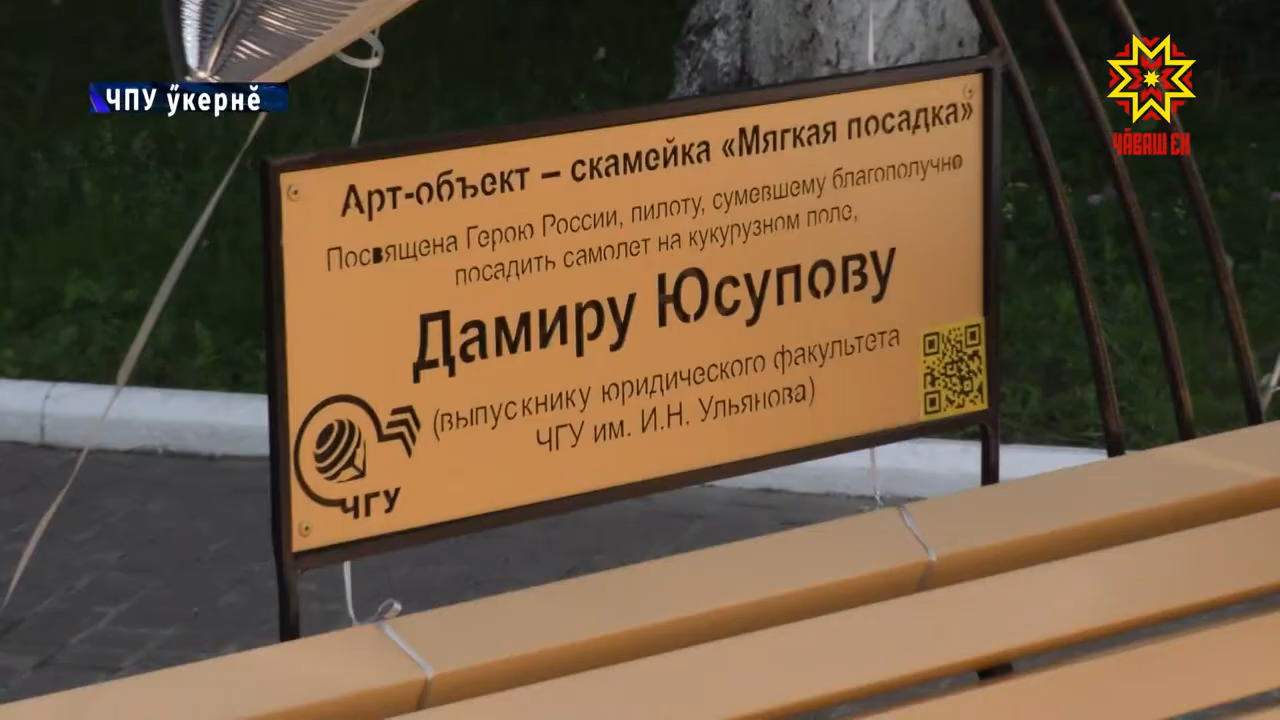 ЧПУ ӳкернӗ
ЧӐВАШ ЕН
Арт-объект – скамейка «Мягкая посадка»
Посвящена Герою России, пилоту, сумевшему благополучно
посадить самолет на кукурузном поле,
Дамиру Юсупову
(выпускнику юридического факультета
ЧГУ им. И.Н. Ульянова)
ЧГУ